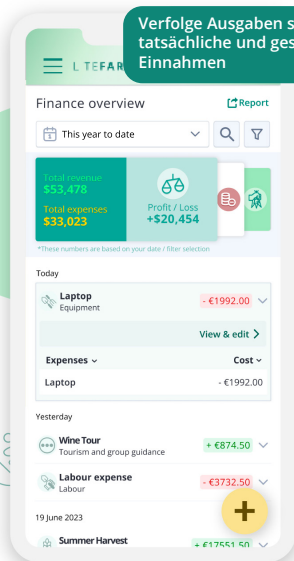 Verfolge Ausgaben s
tatsächliche und ges
Einnahmen
L TEFAR
Finance overview
Report
This year to date
Total revenue
$53,478
Total expenses
$33,023
Profit / Loss
+$20,454
*These numbers are based on your date / filter selection
Today
Laptop
- €1992.00
Equipment
View & edit
Expenses
Cost
Laptop
- €1992.00
Yesterday
Wine Tour
+ €874.50
Tourism and group guidance
Labour expense
- €3732.50
Labour
19 June 2023
Summer Harvest
+ €17551.50